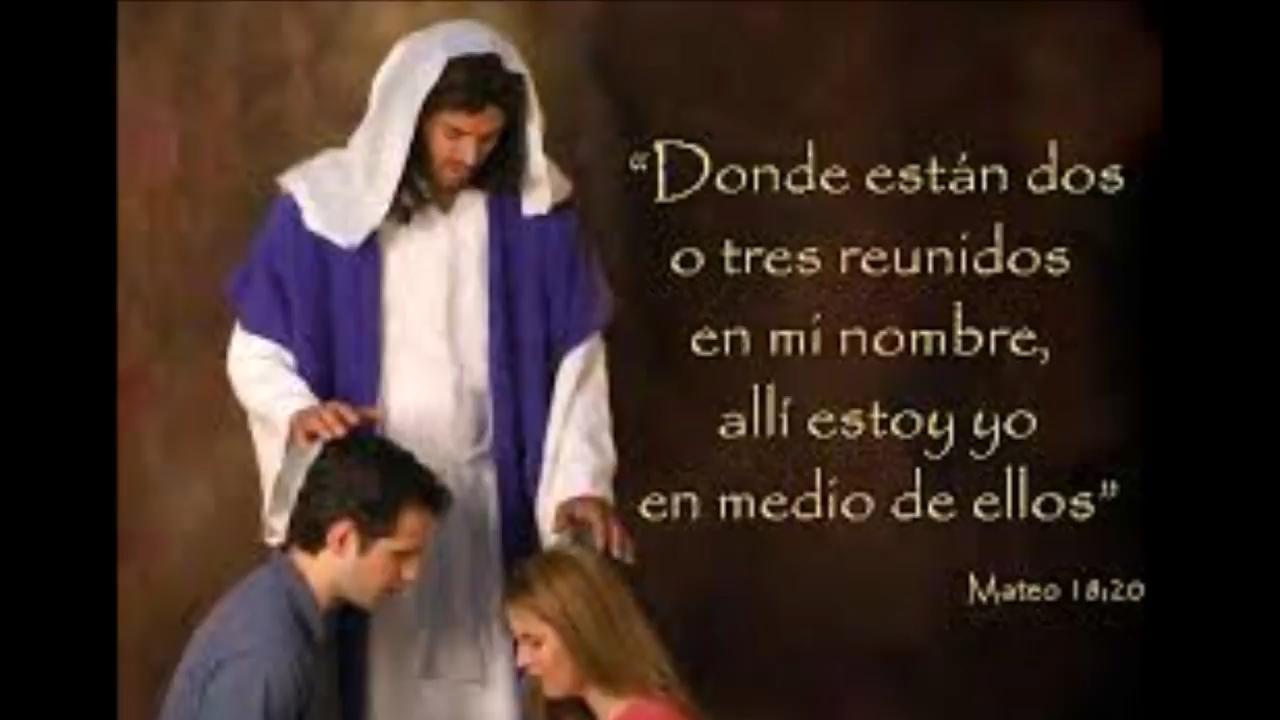 “Donde están dos
o tres reunidos
en mi nombre,
allí estoy yo
en medio de ellos”
Mateo 18:20